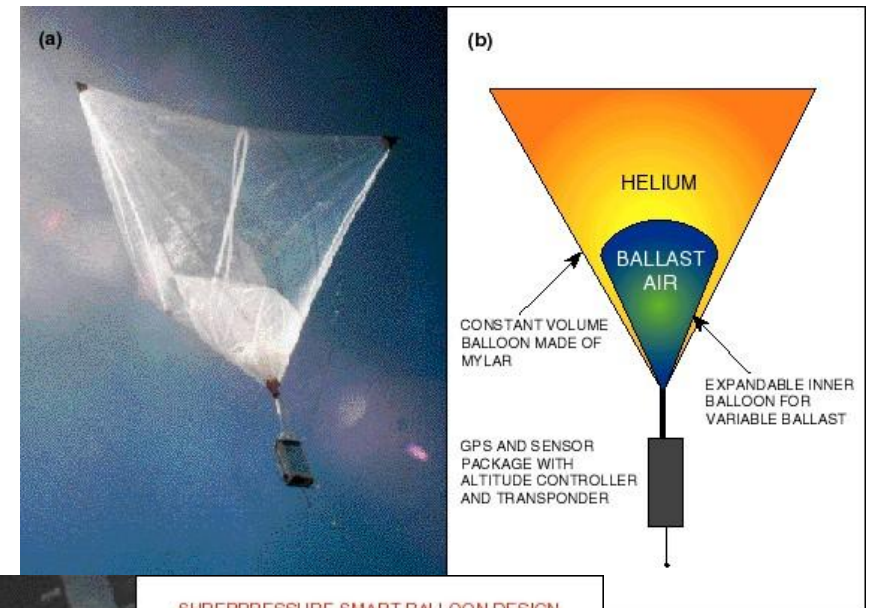 (a)
(b)
HELIUM
BALLAST
AIR
CONSTANT VOLUME
BALLOON MADE OF
MYLAR
EXPANDABLE INNER
BALLOON FOR
VARIABLE BALLAST
GPS AND SENSOR
PACKAGE WITH
ALTITUDE CONTROLLER
AND TRANSPONDER
SMART BALLOON DESIGN